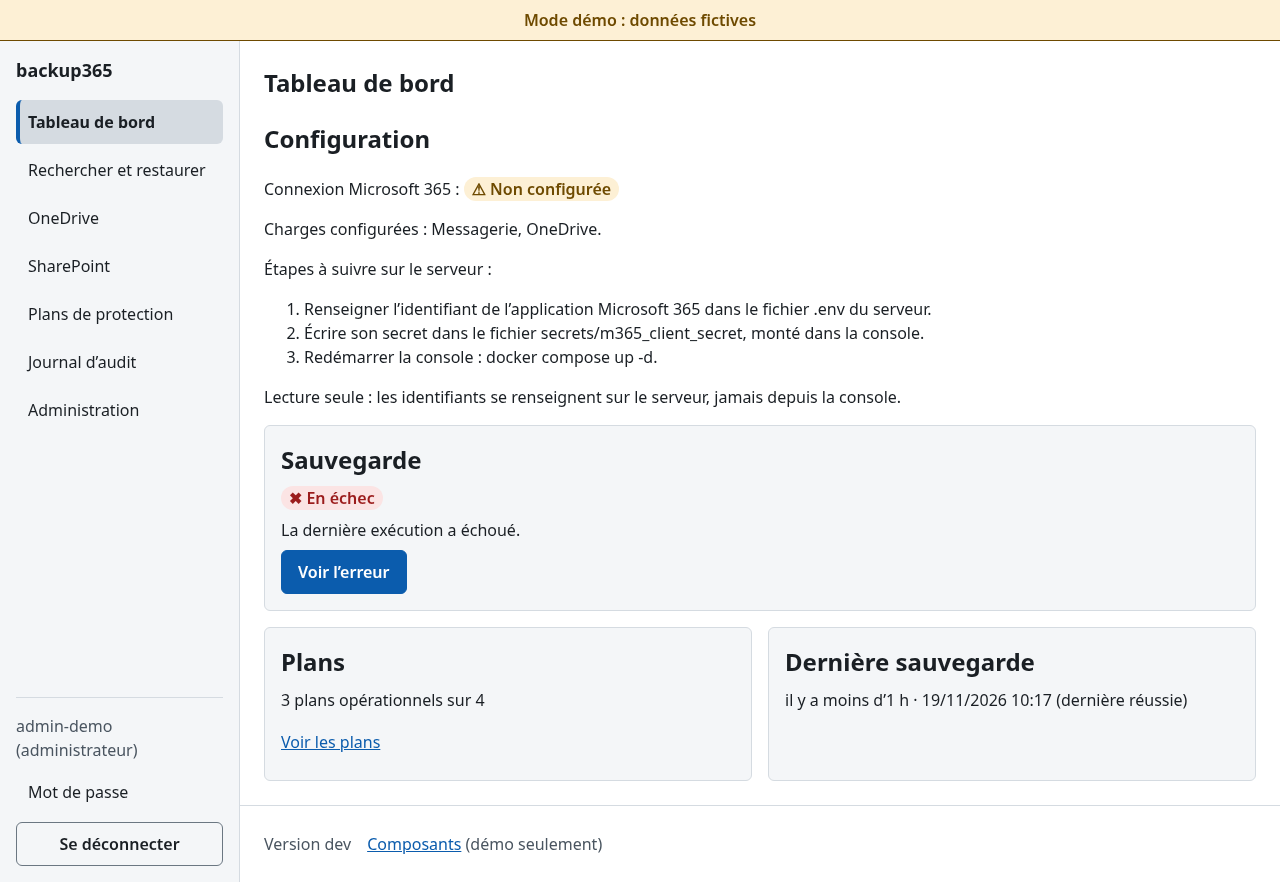 Mode démo : données fictives
backup365
Tableau de bord
Rechercher et restaurer
OneDrive
SharePoint
Plans de protection
Journal d’audit
Administration
admin-demo
(administrateur)
Mot de passe
Se déconnecter
Tableau de bord
Configuration
Connexion Microsoft 365 : ⚠ Non configurée
Charges configurées : Messagerie, OneDrive.
Étapes à suivre sur le serveur :
1. Renseigner l’identifiant de l’application Microsoft 365 dans le fichier .env du serveur.
2. Écrire son secret dans le fichier secrets/m365_client_secret, monté dans la console.
3. Redémarrer la console : docker compose up -d.
Lecture seule : les identifiants se renseignent sur le serveur, jamais depuis la console.
Sauvegarde
✖ En échec
La dernière exécution a échoué.
Voir l’erreur
Plans
3 plans opérationnels sur 4
Voir les plans
Dernière sauvegarde
il y a moins d’1 h · 19/11/2026 10:17 (dernière réussie)
Version dev Composants (démo seulement)